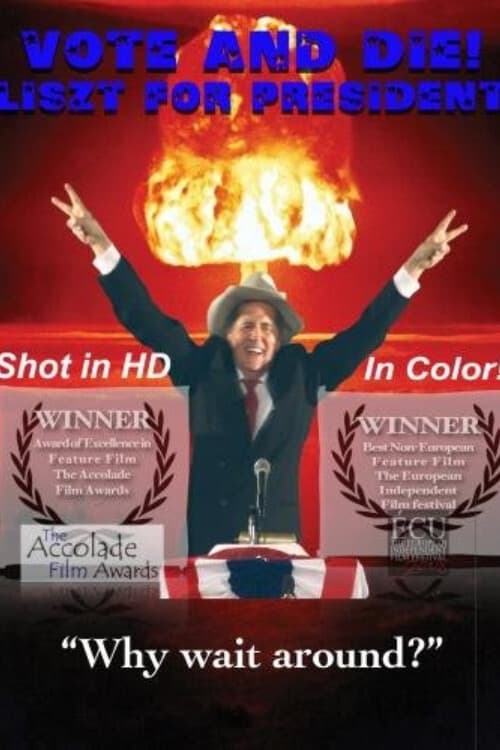 VOTE AND DIE!
LISZT FOR PRESIDENT
Shot in HD
In Color!
WINNER
Award of Excellence in
Feature Film
The Accolade
Film Awards
The
Accolade
Film Awards
WINNER
Best Non-European
Feature Film
The European
Independent
Film festival
ÉCU
“Why wait around?”